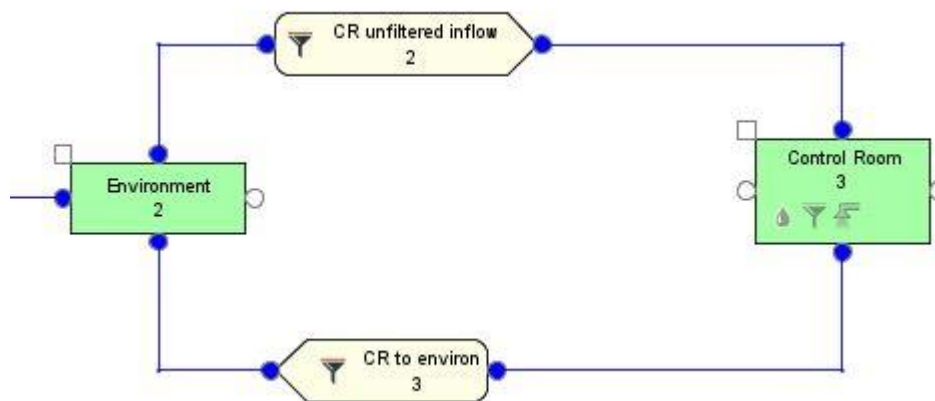 CR unfiltered inflow
2
Environment
2
Control Room
3
CR to environ
3